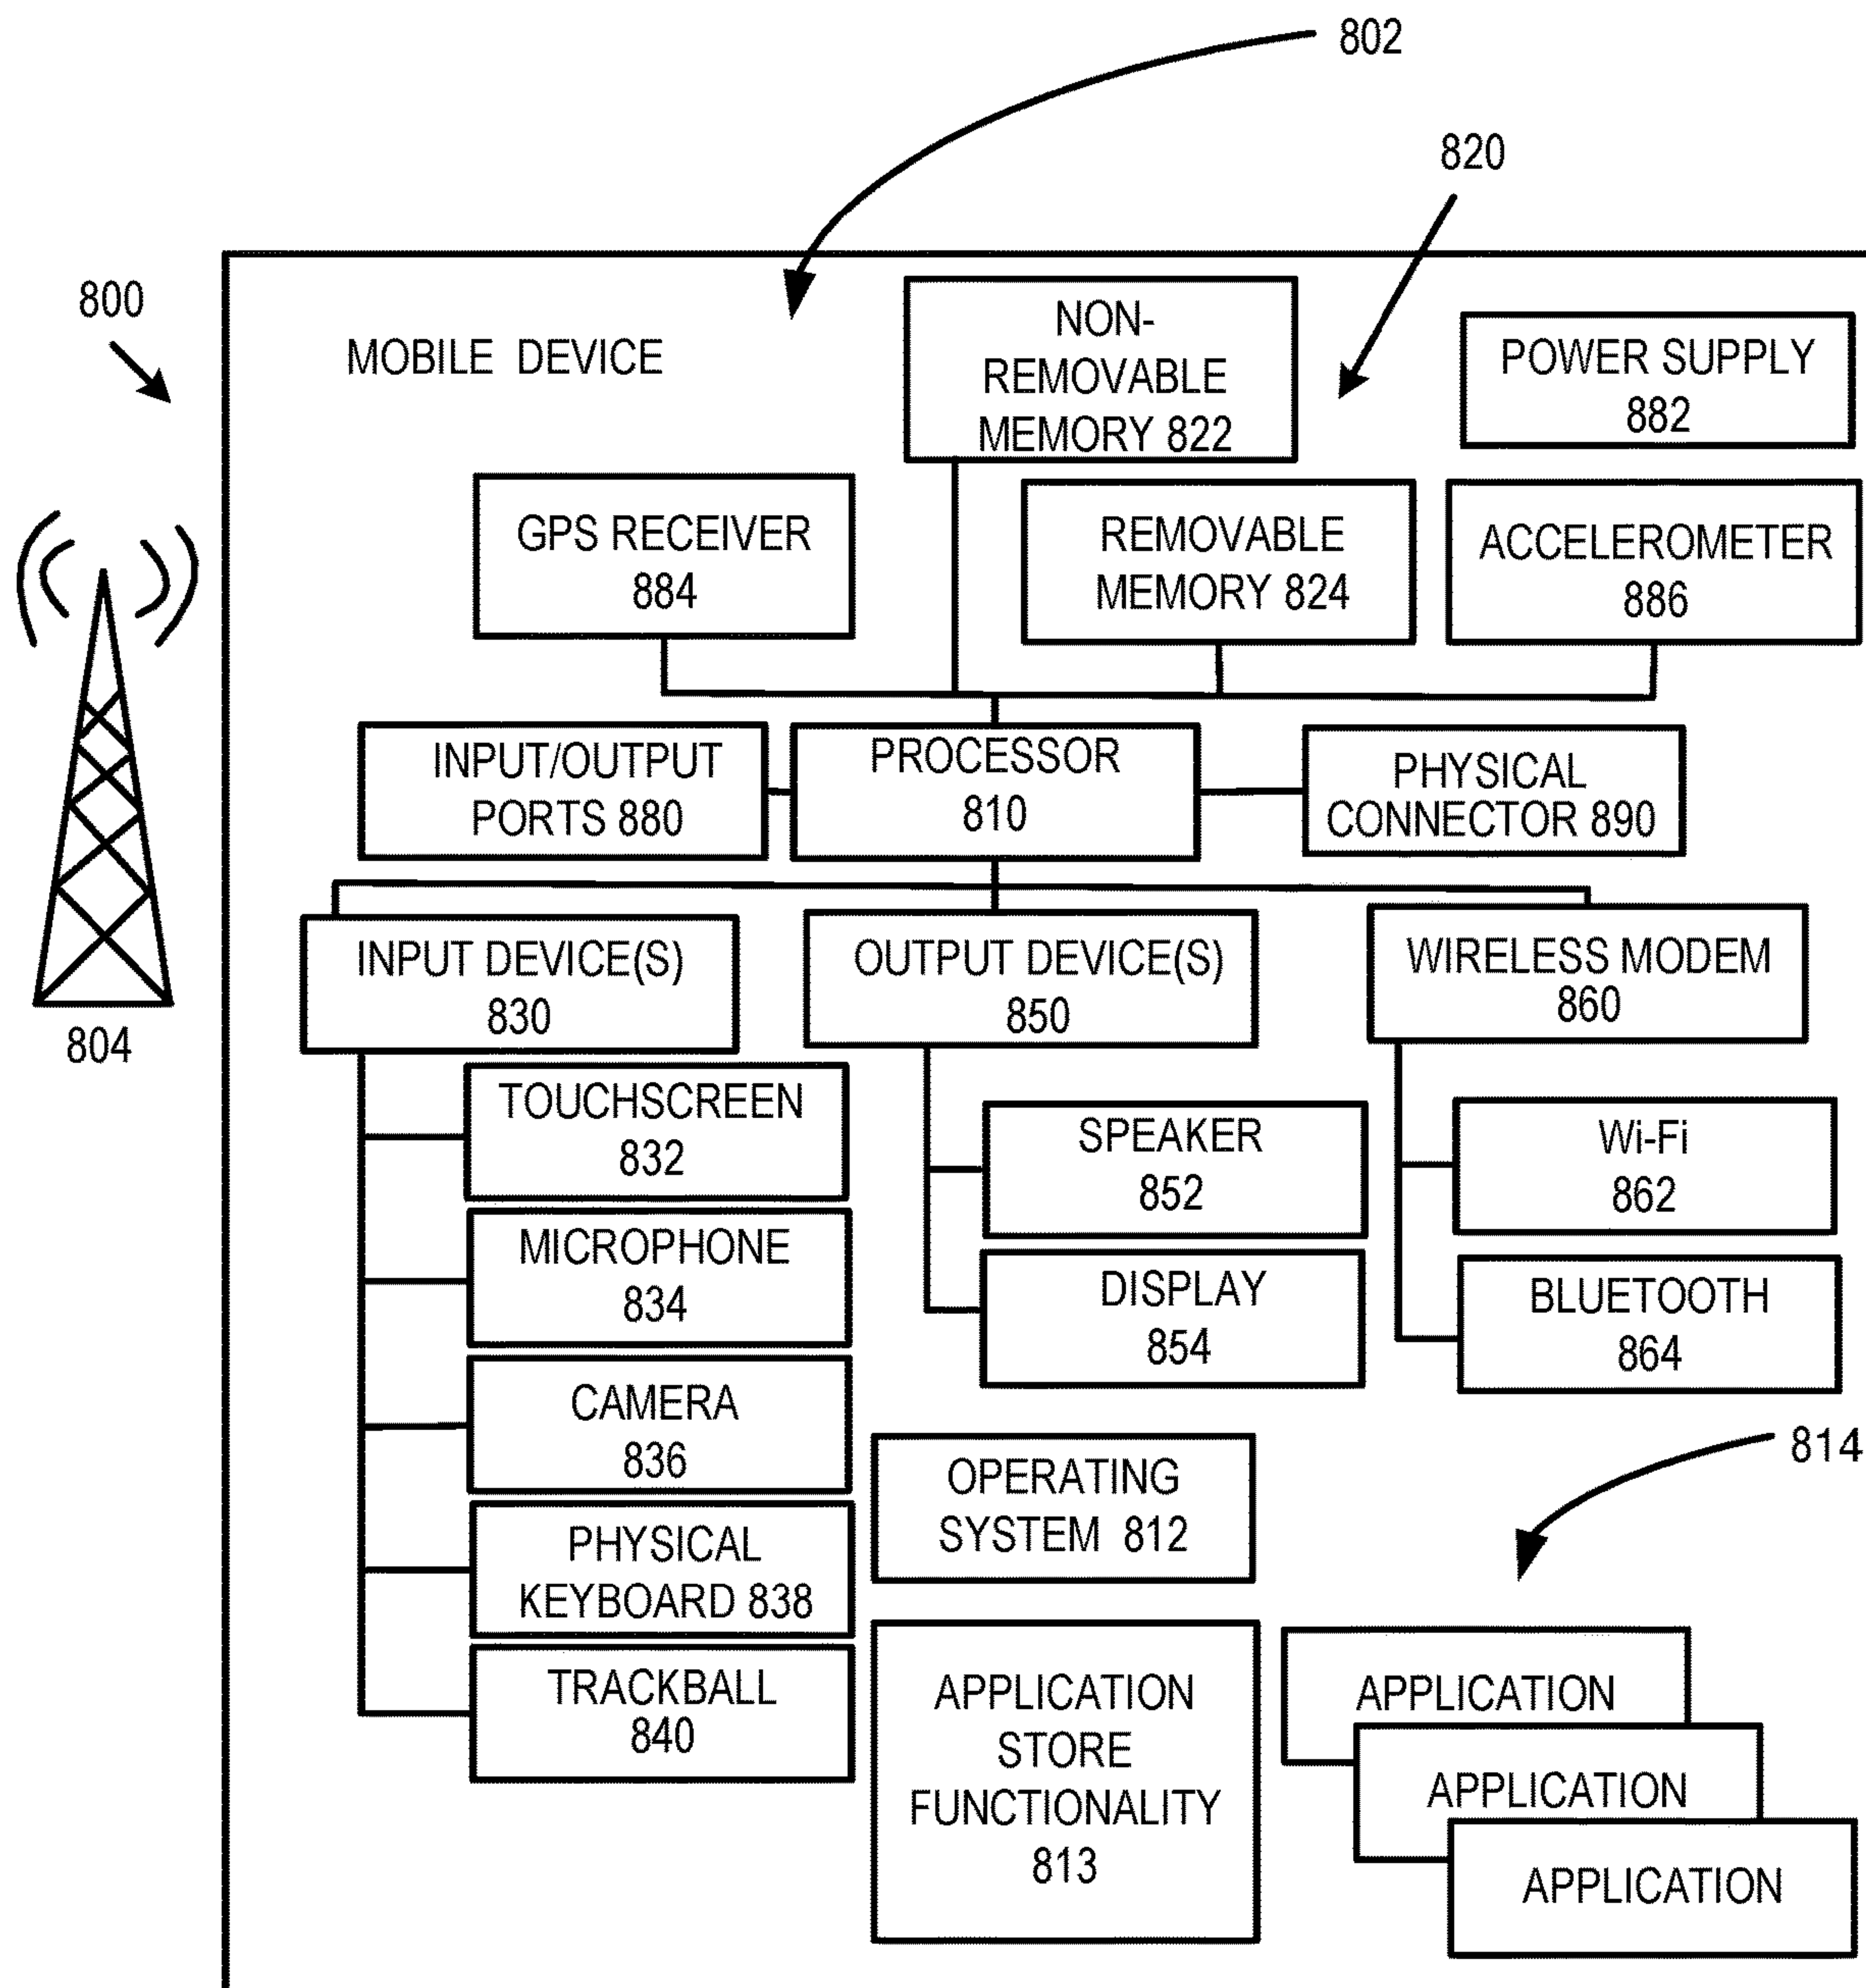 802
820
800
MOBILE DEVICE
NON-
REMOVABLE
MEMORY 822
POWER SUPPLY
882
GPS RECEIVER
884
REMOVABLE
MEMORY 824
ACCELEROMETER
886
INPUT/OUTPUT
PORTS 880
PROCESSOR
810
PHYSICAL
CONNECTOR 890
INPUT DEVICE(S)
830
OUTPUT DEVICE(S)
850
WIRELESS MODEM
860
804
TOUCHSCREEN
832
MICROPHONE
834
CAMERA
836
PHYSICAL
KEYBOARD 838
TRACKBALL
840
SPEAKER
852
DISPLAY
854
Wi-Fi
862
BLUETOOTH
864
OPERATING
SYSTEM 812
814
APPLICATION
STORE
FUNCTIONALITY
813
APPLICATION
APPLICATION
APPLICATION